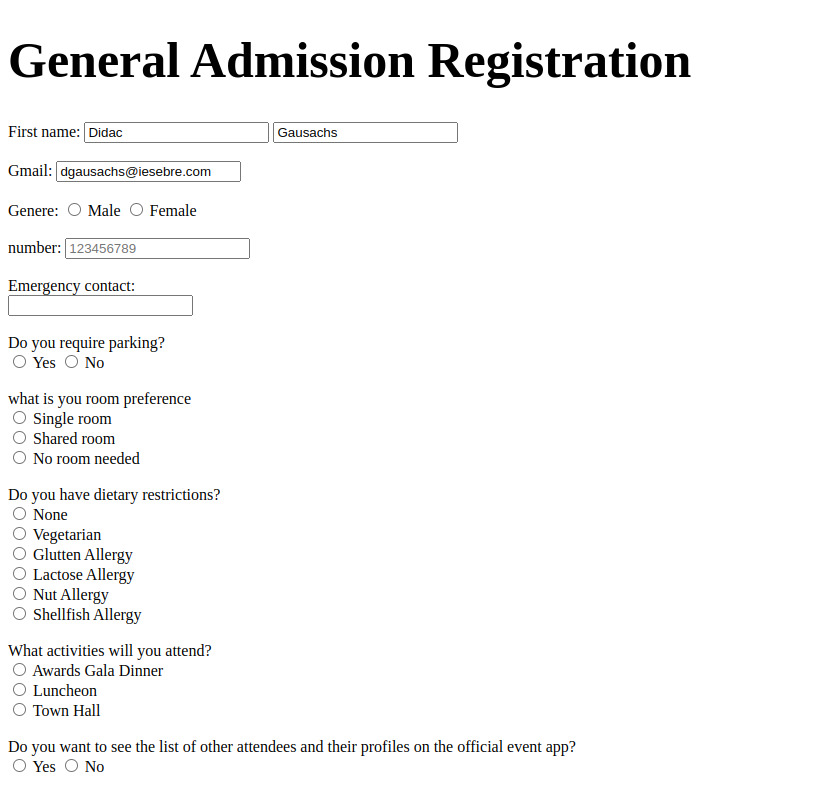 General Admission Registration
First name: Didac Gausachs
Gmail: dgausachs@iesebre.com
Genere: Male Female
number: 123456789
Emergency contact:
Do you require parking?
Yes No
what is you room preference
Single room
Shared room
No room needed
Do you have dietary restrictions?
None
Vegetarian
Glutten Allergy
Lactose Allergy
Nut Allergy
Shellfish Allergy
What activities will you attend?
Awards Gala Dinner
Luncheon
Town Hall
Do you want to see the list of other attendees and their profiles on the official event app?
Yes No